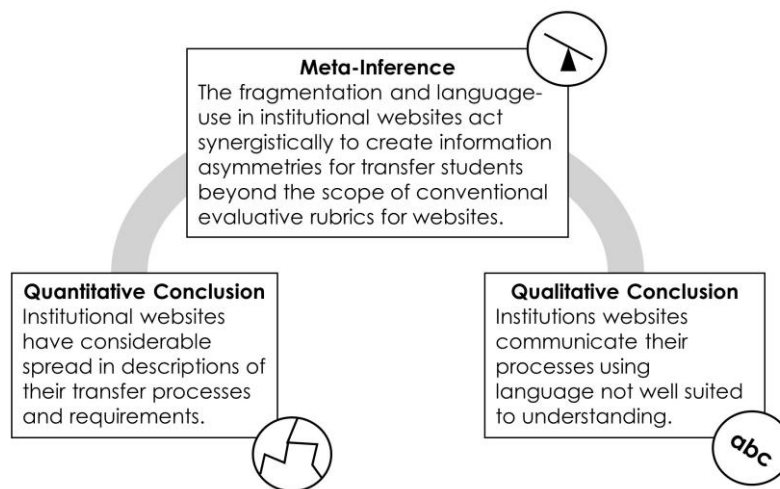 Meta-Inference
The fragmentation and language-
use in institutional websites act
synergistically to create information
asymmetries for transfer students
beyond the scope of conventional
evaluative rubrics for websites.
Quantitative Conclusion
Institutional websites
have considerable
spread in descriptions of
their transfer processes
and requirements.
Qualitative Conclusion
Institutions websites
communicate their
processes using
language not well suited
to understanding.
abc